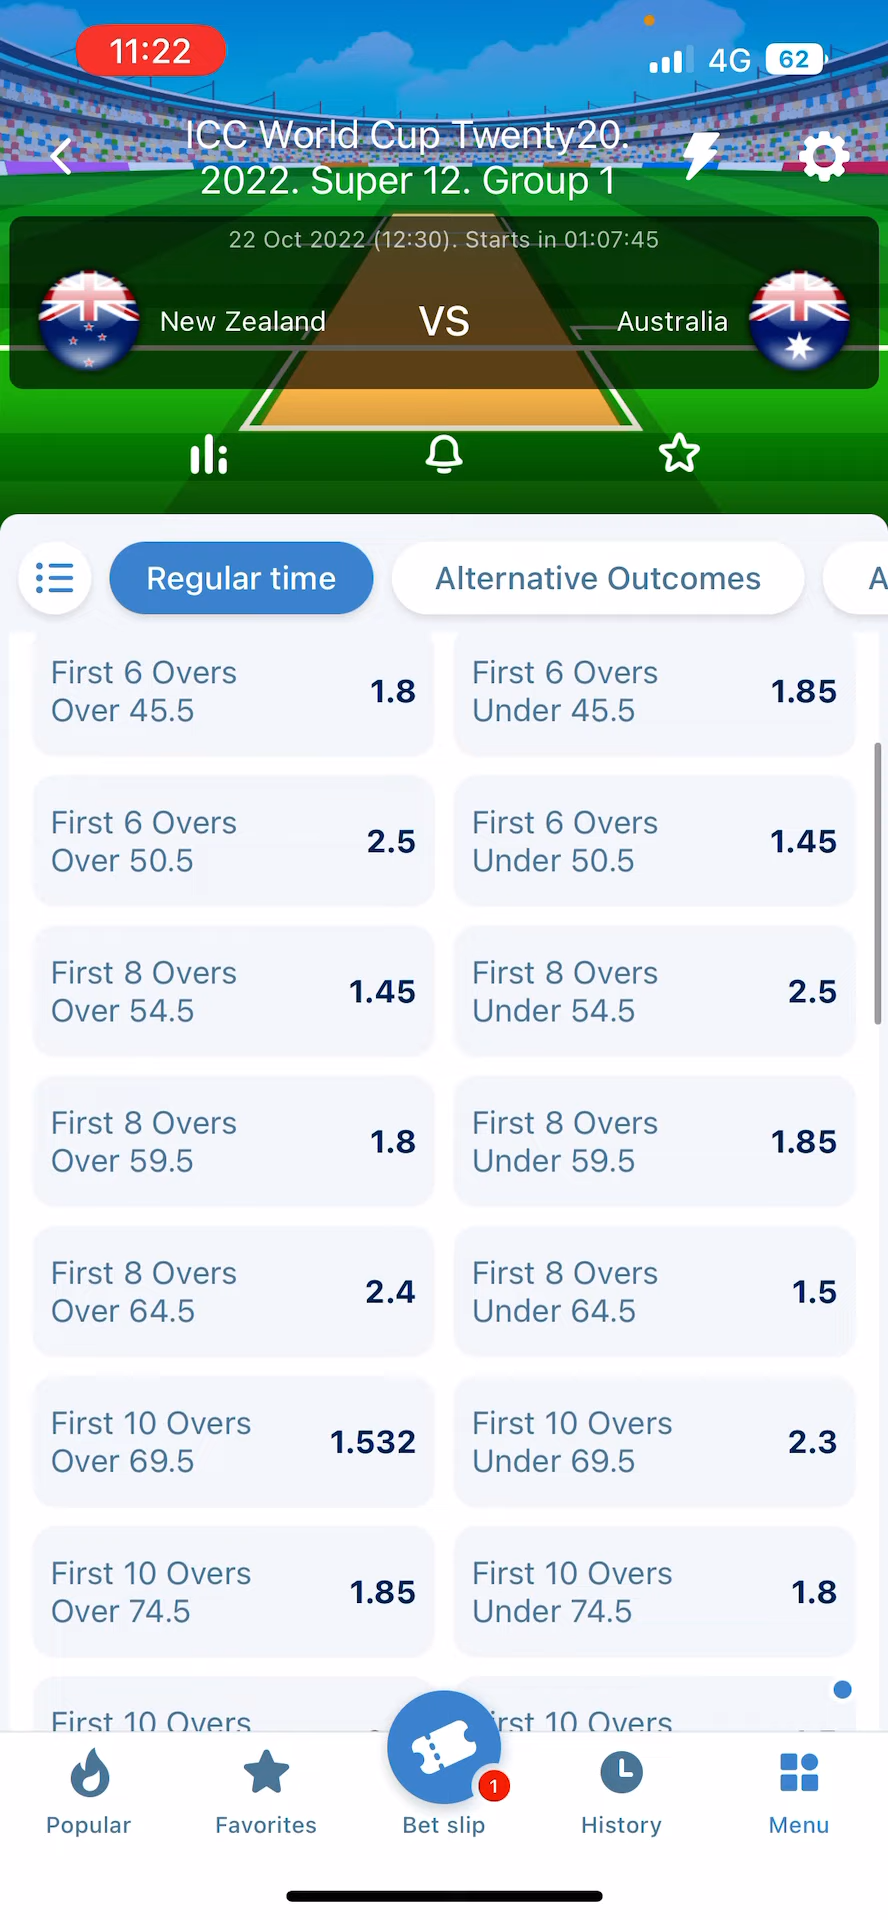 11:22
4G 62
ICC World Cup Twenty20.
2022. Super 12. Group 1
22 Oct 2022 (12:30). Starts in 01:07:45
New Zealand VS Australia
Regular time Alternative Outcomes A
First 6 Overs
Over 45.5
1.8
First 6 Overs
Under 45.5
1.85
First 6 Overs
Over 50.5
2.5
First 6 Overs
Under 50.5
1.45
First 8 Overs
Over 54.5
1.45
First 8 Overs
Under 54.5
2.5
First 8 Overs
Over 59.5
1.8
First 8 Overs
Under 59.5
1.85
First 8 Overs
Over 64.5
2.4
First 8 Overs
Under 64.5
1.5
First 10 Overs
Over 69.5
1.532
First 10 Overs
Under 69.5
2.3
First 10 Overs
Over 74.5
1.85
First 10 Overs
Under 74.5
1.8
First 10 Overs
10 Overs
1
Popular Favorites Bet slip History Menu